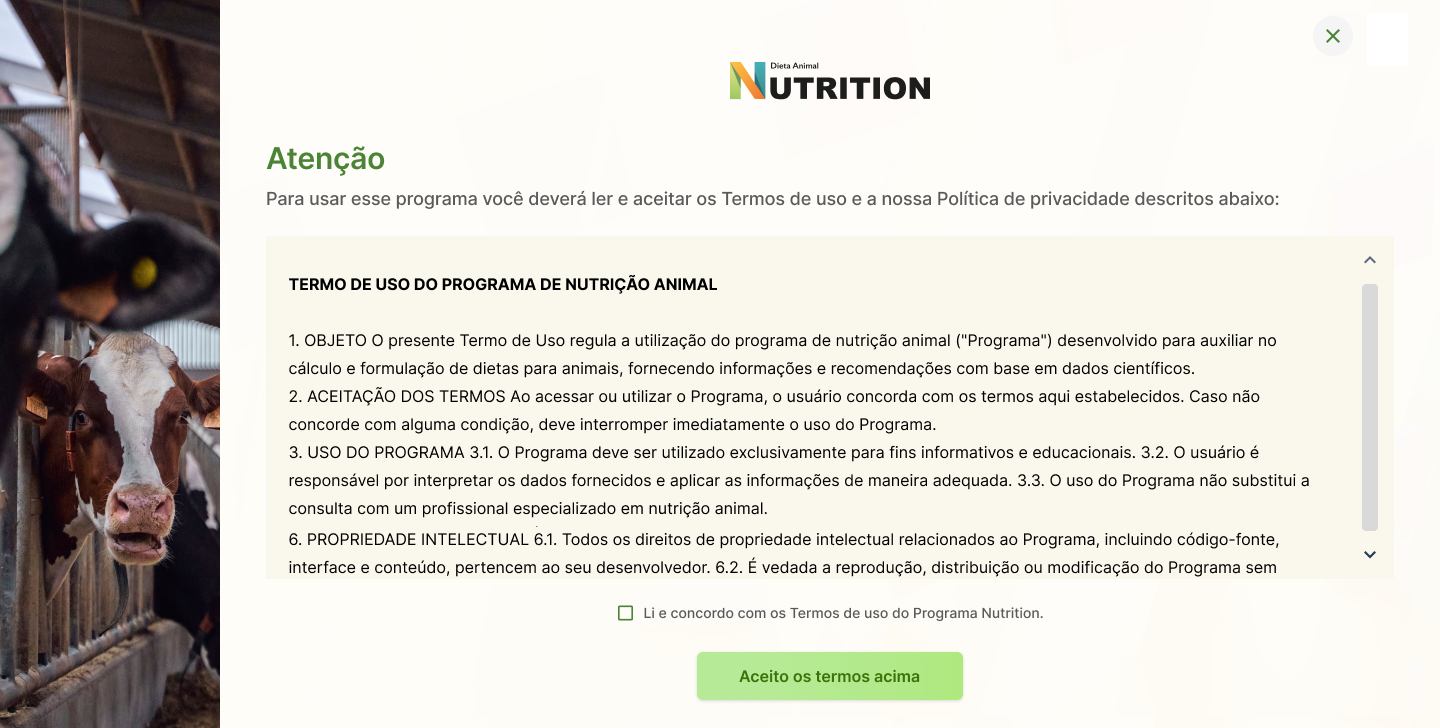 Dieta Animal
NUTRITION
Atenção
Para usar esse programa você deverá ler e aceitar os Termos de uso e a nossa Política de privacidade descritos abaixo:
TERMO DE USO DO PROGRAMA DE NUTRIÇÃO ANIMAL
1. OBJETO O presente Termo de Uso regula a utilização do programa de nutrição animal ("Programa") desenvolvido para auxiliar no
cálculo e formulação de dietas para animais, fornecendo informações e recomendações com base em dados científicos.
2. ACEITAÇÃO DOS TERMOS Ao acessar ou utilizar o Programa, o usuário concorda com os termos aqui estabelecidos. Caso não
concorde com alguma condição, deve interromper imediatamente o uso do Programa.
3. USO DO PROGRAMA 3.1. O Programa deve ser utilizado exclusivamente para fins informativos e educacionais. 3.2. O usuário é
responsável por interpretar os dados fornecidos e aplicar as informações de maneira adequada. 3.3. O uso do Programa não substitui a
consulta com um profissional especializado em nutrição animal.
6. PROPRIEDADE INTELECTUAL 6.1. Todos os direitos de propriedade intelectual relacionados ao Programa, incluindo código-fonte,
interface e conteúdo, pertencem ao seu desenvolvedor. 6.2. É vedada a reprodução, distribuição ou modificação do Programa sem
Li e concordo com os Termos de uso do Programa Nutrition.
Aceito os termos acima